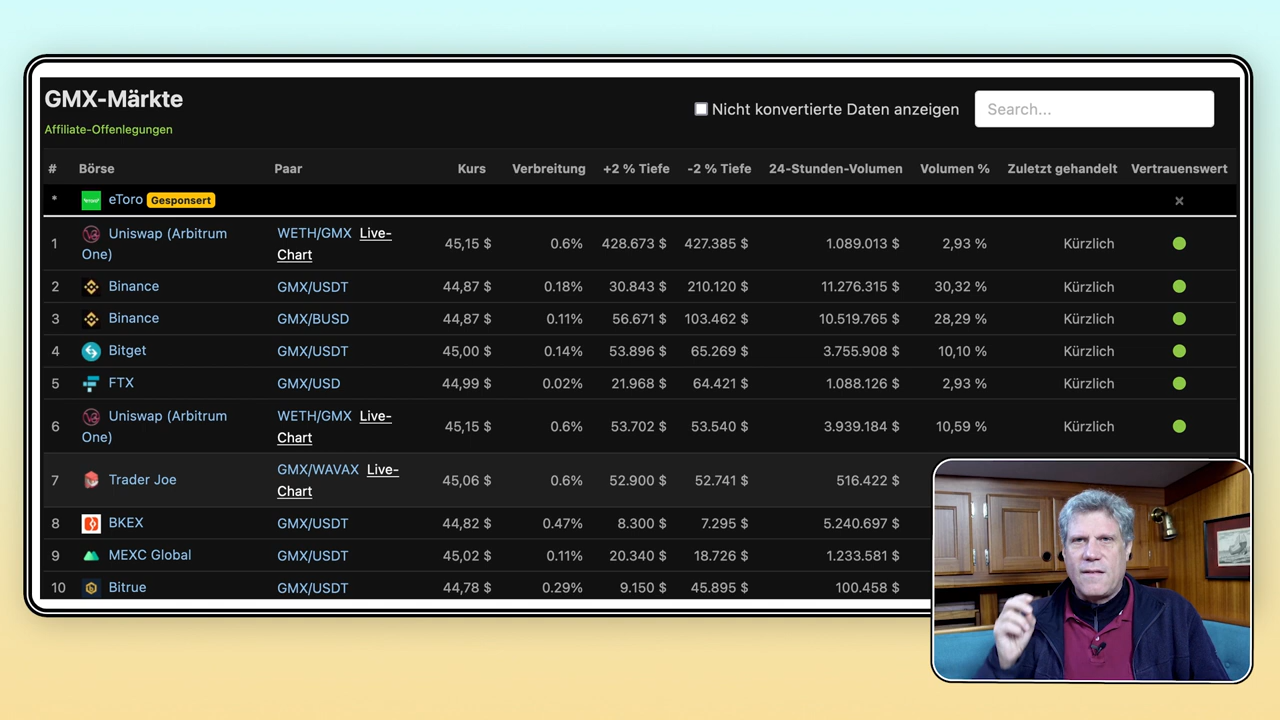 GMX-Märkte
Affiliate-Offenlegungen
Nicht konvertierte Daten anzeigen
Search...
# Börse Paar Kurs Verbreitung +2 % Tiefe -2 % Tiefe 24-Stunden-Volumen Volumen % Zuletzt gehandelt Vertrauenswert
* eToro Gesponsert ×
1 Uniswap (Arbitrum One) WETH/GMX Live-Chart 45,15 $ 0.6% 428.673 $ 427.385 $ 1.089.013 $ 2,93 % Kürzlich
2 Binance GMX/USDT 44,87 $ 0.18% 30.843 $ 210.120 $ 11.276.315 $ 30,32 % Kürzlich
3 Binance GMX/BUSD 44,87 $ 0.11% 56.671 $ 103.462 $ 10.519.765 $ 28,29 % Kürzlich
4 Bitget GMX/USDT 45,00 $ 0.14% 53.896 $ 65.269 $ 3.755.908 $ 10,10 % Kürzlich
5 FTX GMX/USD 44,99 $ 0.02% 21.968 $ 64.421 $ 1.088.126 $ 2,93 % Kürzlich
6 Uniswap (Arbitrum One) WETH/GMX Live-Chart 45,15 $ 0.6% 53.702 $ 53.540 $ 3.939.184 $ 10,59 % Kürzlich
7 Trader Joe GMX/WAVAX Live-Chart 45,06 $ 0.6% 52.900 $ 52.741 $ 516.422 $
8 BKEX GMX/USDT 44,82 $ 0.47% 8.300 $ 7.295 $ 5.240.697 $
9 MEXC Global GMX/USDT 45,02 $ 0.11% 20.340 $ 18.726 $ 1.233.581 $
10 Bitrue GMX/USDT 44,78 $ 0.29% 9.150 $ 45.895 $ 100.458 $